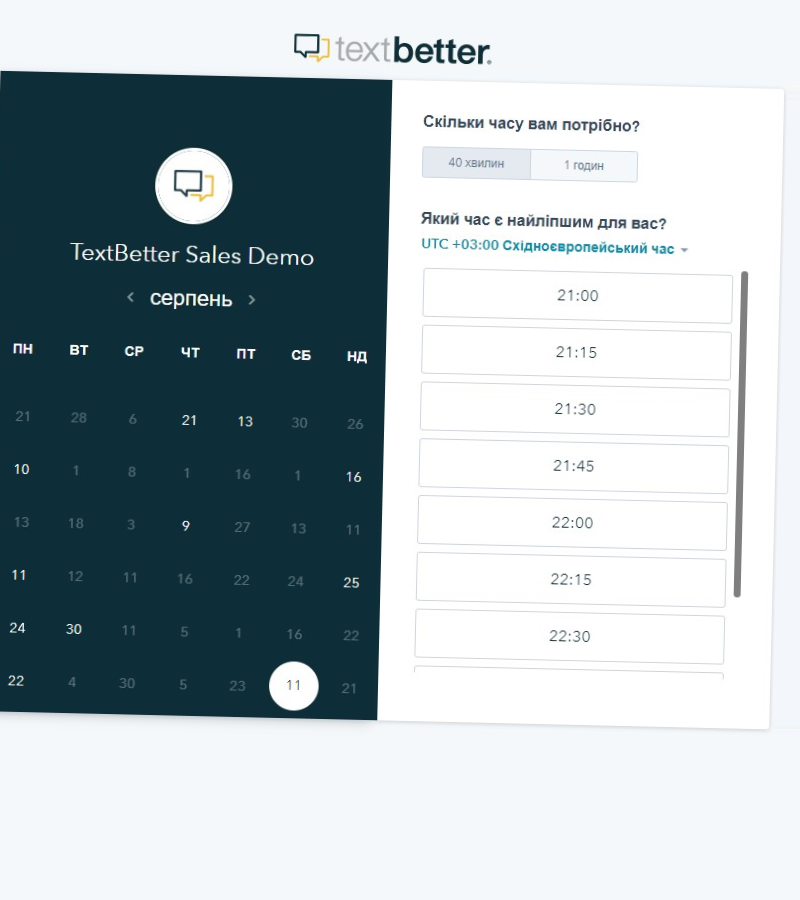 textbetter.
TextBetter Sales Demo
серпень
ПН ВТ СР ЧТ ПТ СБ НД
21 28 6 21 13 30 26
10 1 8 1 16 1 16
13 18 3 9 27 13 11
11 12 11 16 22 24 25
24 30 11 5 1 16 22
22 4 30 5 23 11 21
Скільки часу вам потрібно?
40 хвилин 1 годин
Який час є найліпшим для вас?
UTC +03:00 Східноєвропейський час
21:00
21:15
21:30
21:45
22:00
22:15
22:30